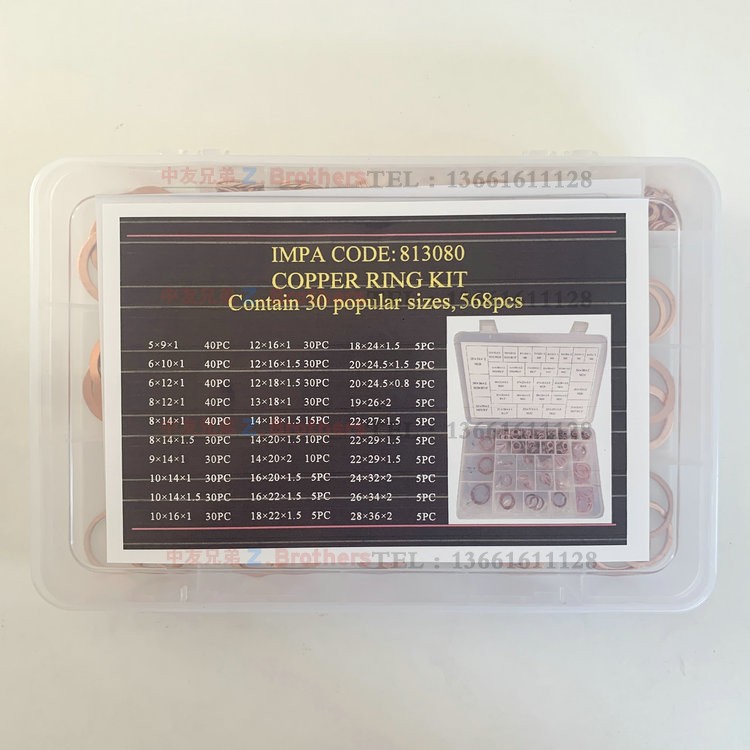 中友兄弟 Z. Brothers TEL：13661611128
IMPA CODE: 813080
COPPER RING KIT
Contain 30 popular sizes, 568pcs
5×9×1 40PC 12×16×1 30PC 18×24×1.5 5PC
6×10×1 40PC 12×16×1.5 30PC 20×24.5×1.5 5PC
6×12×1 40PC 12×18×1.5 30PC 20×24.5×0.8 5PC
8×12×1 40PC 13×18×1 30PC 19×26×2 5PC
8×14×1 40PC 14×18×1.5 15PC 22×27×1.5 5PC
8×14×1.5 30PC 14×20×1.5 10PC 22×29×1.5 5PC
9×14×1 30PC 14×20×2 10PC 22×29×1.5 5PC
10×14×1 30PC 16×20×1.5 5PC 24×32×2 5PC
10×14×1.5 30PC 16×22×1.5 5PC 26×34×2 5PC
10×16×1 30PC 18×22×1.5 5PC 28×36×2 5PC
中友兄弟 Z. Brothers TEL：13661611128